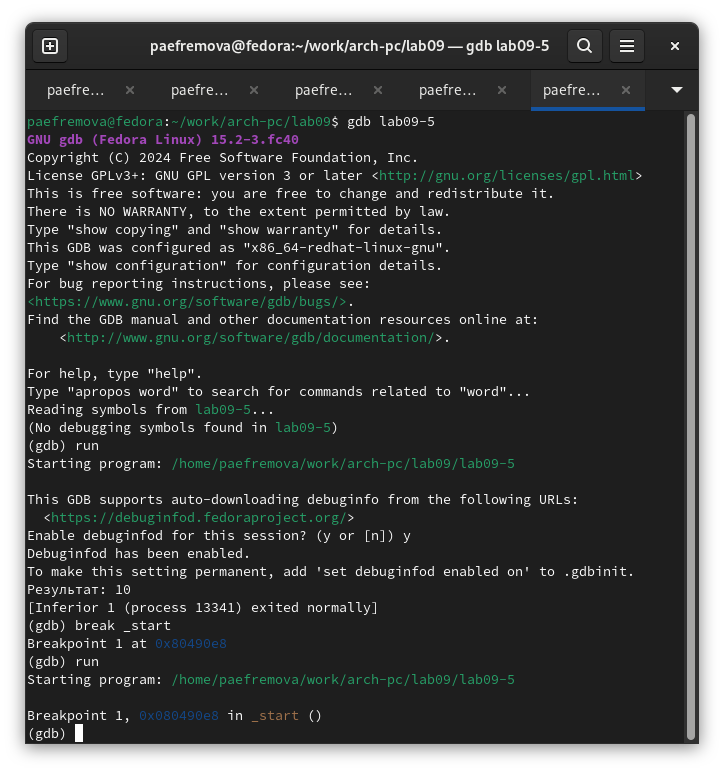 paefremova@fedora:~/work/arch-pc/lab09 — gdb lab09-5
paefre... paefre... paefre... paefre... paefre...
paefremova@fedora:~/work/arch-pc/lab09$ gdb lab09-5
GNU gdb (Fedora Linux) 15.2-3.fc40
Copyright (C) 2024 Free Software Foundation, Inc.
License GPLv3+: GNU GPL version 3 or later <http://gnu.org/licenses/gpl.html>
This is free software: you are free to change and redistribute it.
There is NO WARRANTY, to the extent permitted by law.
Type "show copying" and "show warranty" for details.
This GDB was configured as "x86_64-redhat-linux-gnu".
Type "show configuration" for configuration details.
For bug reporting instructions, please see:
<https://www.gnu.org/software/gdb/bugs/>.
Find the GDB manual and other documentation resources online at:
    <http://www.gnu.org/software/gdb/documentation/>.

For help, type "help".
Type "apropos word" to search for commands related to "word"...
Reading symbols from lab09-5...
(No debugging symbols found in lab09-5)
(gdb) run
Starting program: /home/paefremova/work/arch-pc/lab09/lab09-5

This GDB supports auto-downloading debuginfo from the following URLs:
  <https://debuginfod.fedoraproject.org/>
Enable debuginfod for this session? (y or [n]) y
Debuginfod has been enabled.
To make this setting permanent, add 'set debuginfod enabled on' to .gdbinit.
Результат: 10
[Inferior 1 (process 13341) exited normally]
(gdb) break _start
Breakpoint 1 at 0x80490e8
(gdb) run
Starting program: /home/paefremova/work/arch-pc/lab09/lab09-5

Breakpoint 1, 0x080490e8 in _start ()
(gdb)